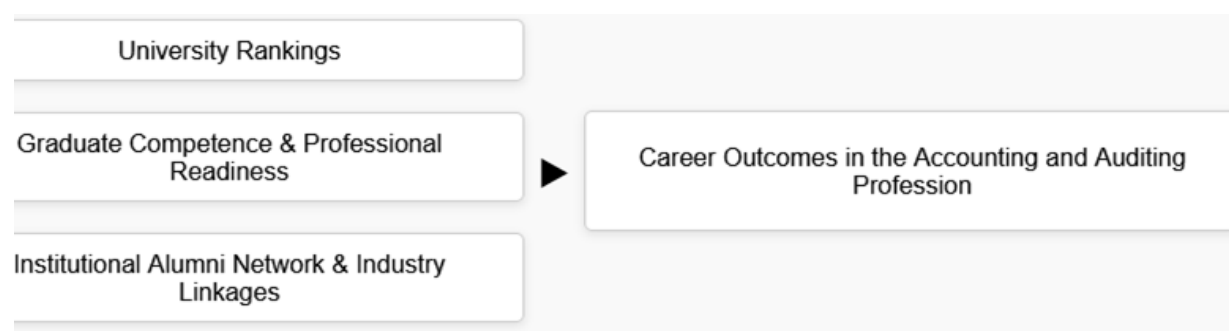 University Rankings
Graduate Competence & Professional
Readiness
Career Outcomes in the Accounting and Auditing
Profession
Institutional Alumni Network & Industry
Linkages